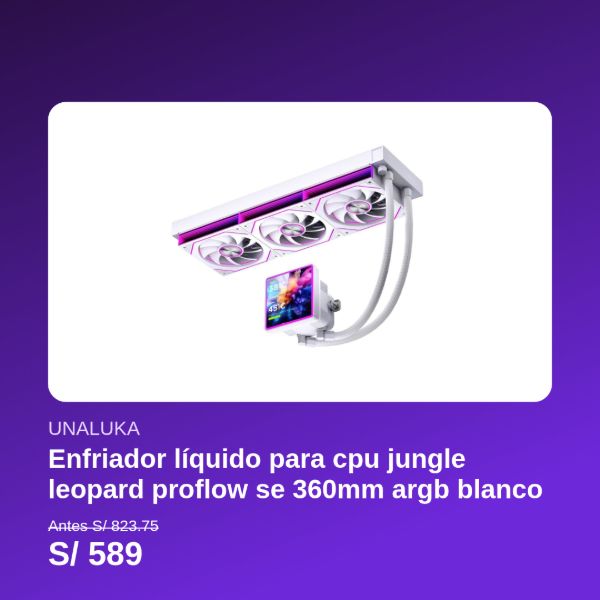 UNALUKA
Enfriador líquido para cpu jungle
leopard proflow se 360mm argb blanco
Antes S/ 823.75
S/ 589